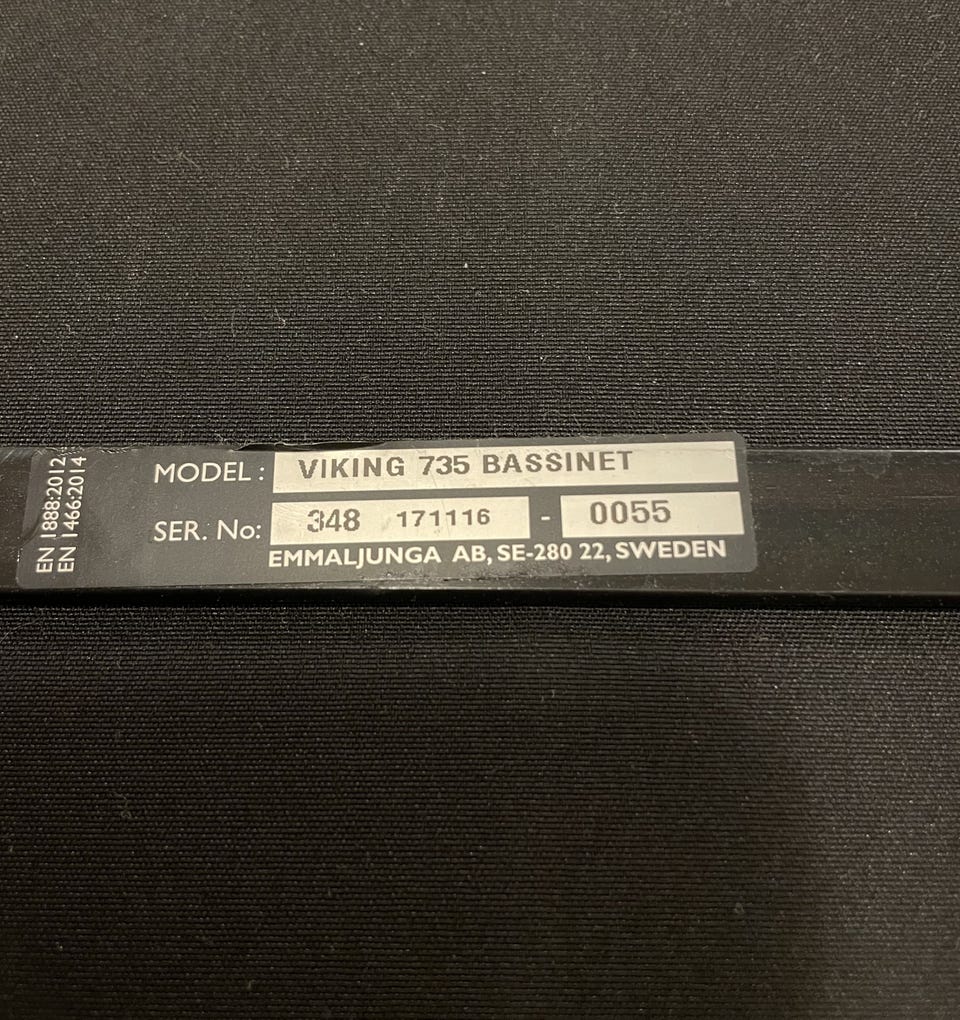 EN 1888:2012
EN 1466:2014
MODEL: VIKING 735 BASSINET
SER. No: 348 171116 - 0055
EMMALJUNGA AB, SE-280 22, SWEDEN